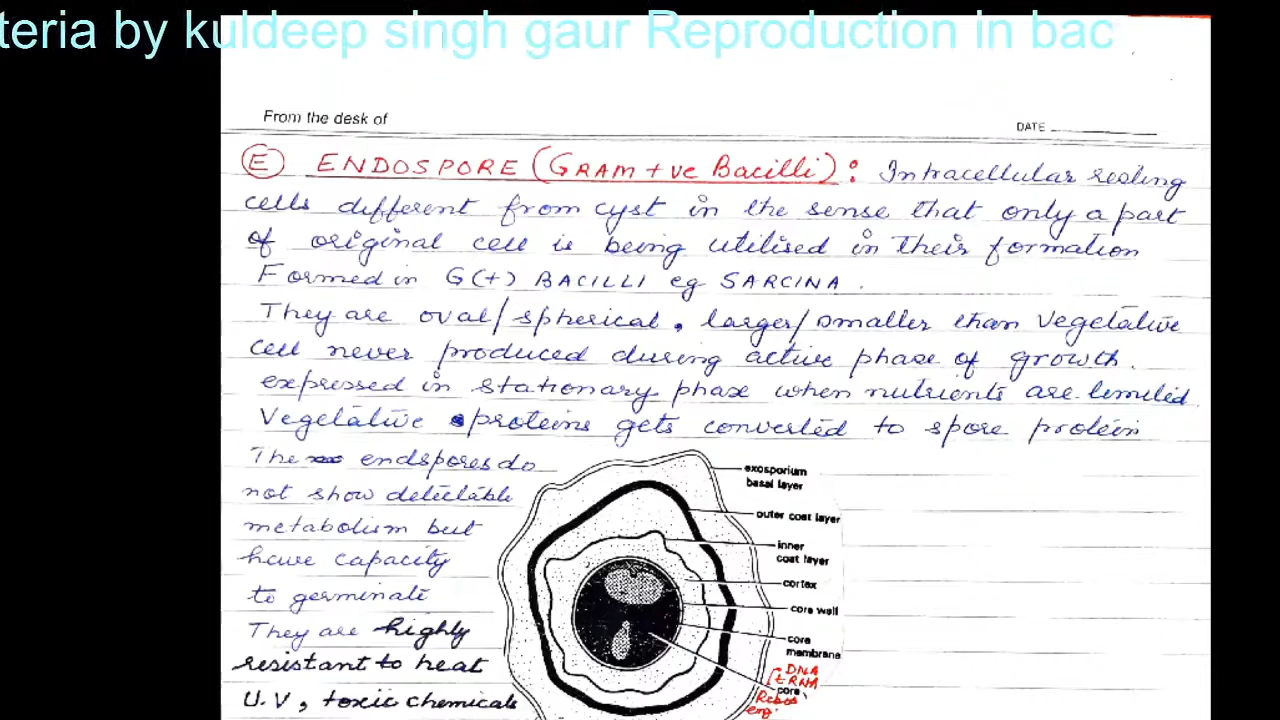 teria by kuldeep singh gaur Reproduction in bac
From the desk of
DATE
E ENDOSPORE (GRAM +ve Bacilli) : Intracellular resting
cells different from cyst in the sense that only a part
of original cell is being utilised in their formation
Formed in G(+) BACILLI eg SARCINA.
They are oval/spherical, larger/smaller than vegetative
cell never produced during active phase of growth.
expressed in stationary phase when nutrients are limited.
Vegetative proteins gets converted to spore protein
The endspores do
not show detectable
metabolism but
have capacity
to germinate
They are highly
resistant to heat
U.V, toxic chemicals
exosporium
basal layer
outer coat layer
inner
coat layer
cortex
core wall
core
membrane
DNA
t RNA
core
Ribos
eng.